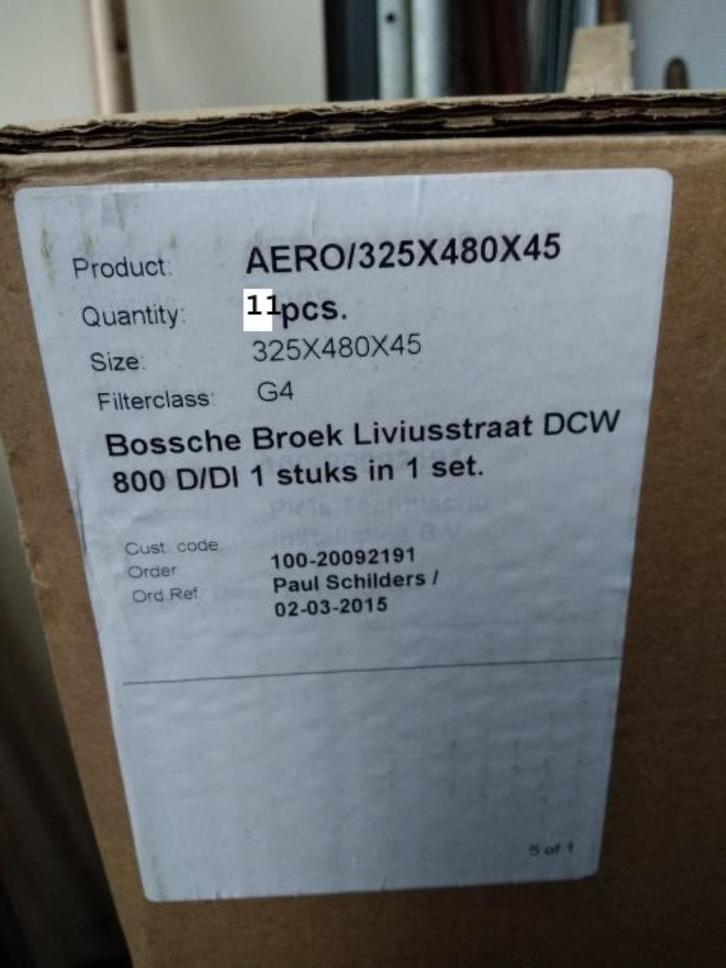 Product: AERO/325X480X45
Quantity: 11pcs.
Size: 325X480X45
Filterclass: G4
Bossche Broek Liviusstraat DCW
800 D/DI 1 stuks in 1 set.
Cust. code
Order 100-20092191
Ord.Ref Paul Schilders /
02-03-2015
5 of 1